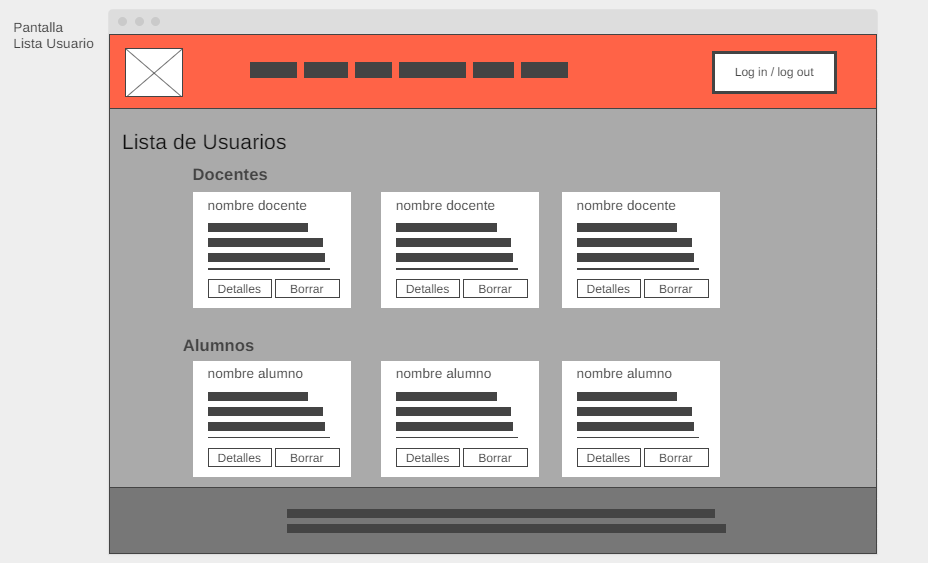 Pantalla
Lista Usuario
Log in / log out
Lista de Usuarios
Docentes
nombre docente nombre docente nombre docente
Detalles Borrar Detalles Borrar Detalles Borrar
Alumnos
nombre alumno nombre alumno nombre alumno
Detalles Borrar Detalles Borrar Detalles Borrar